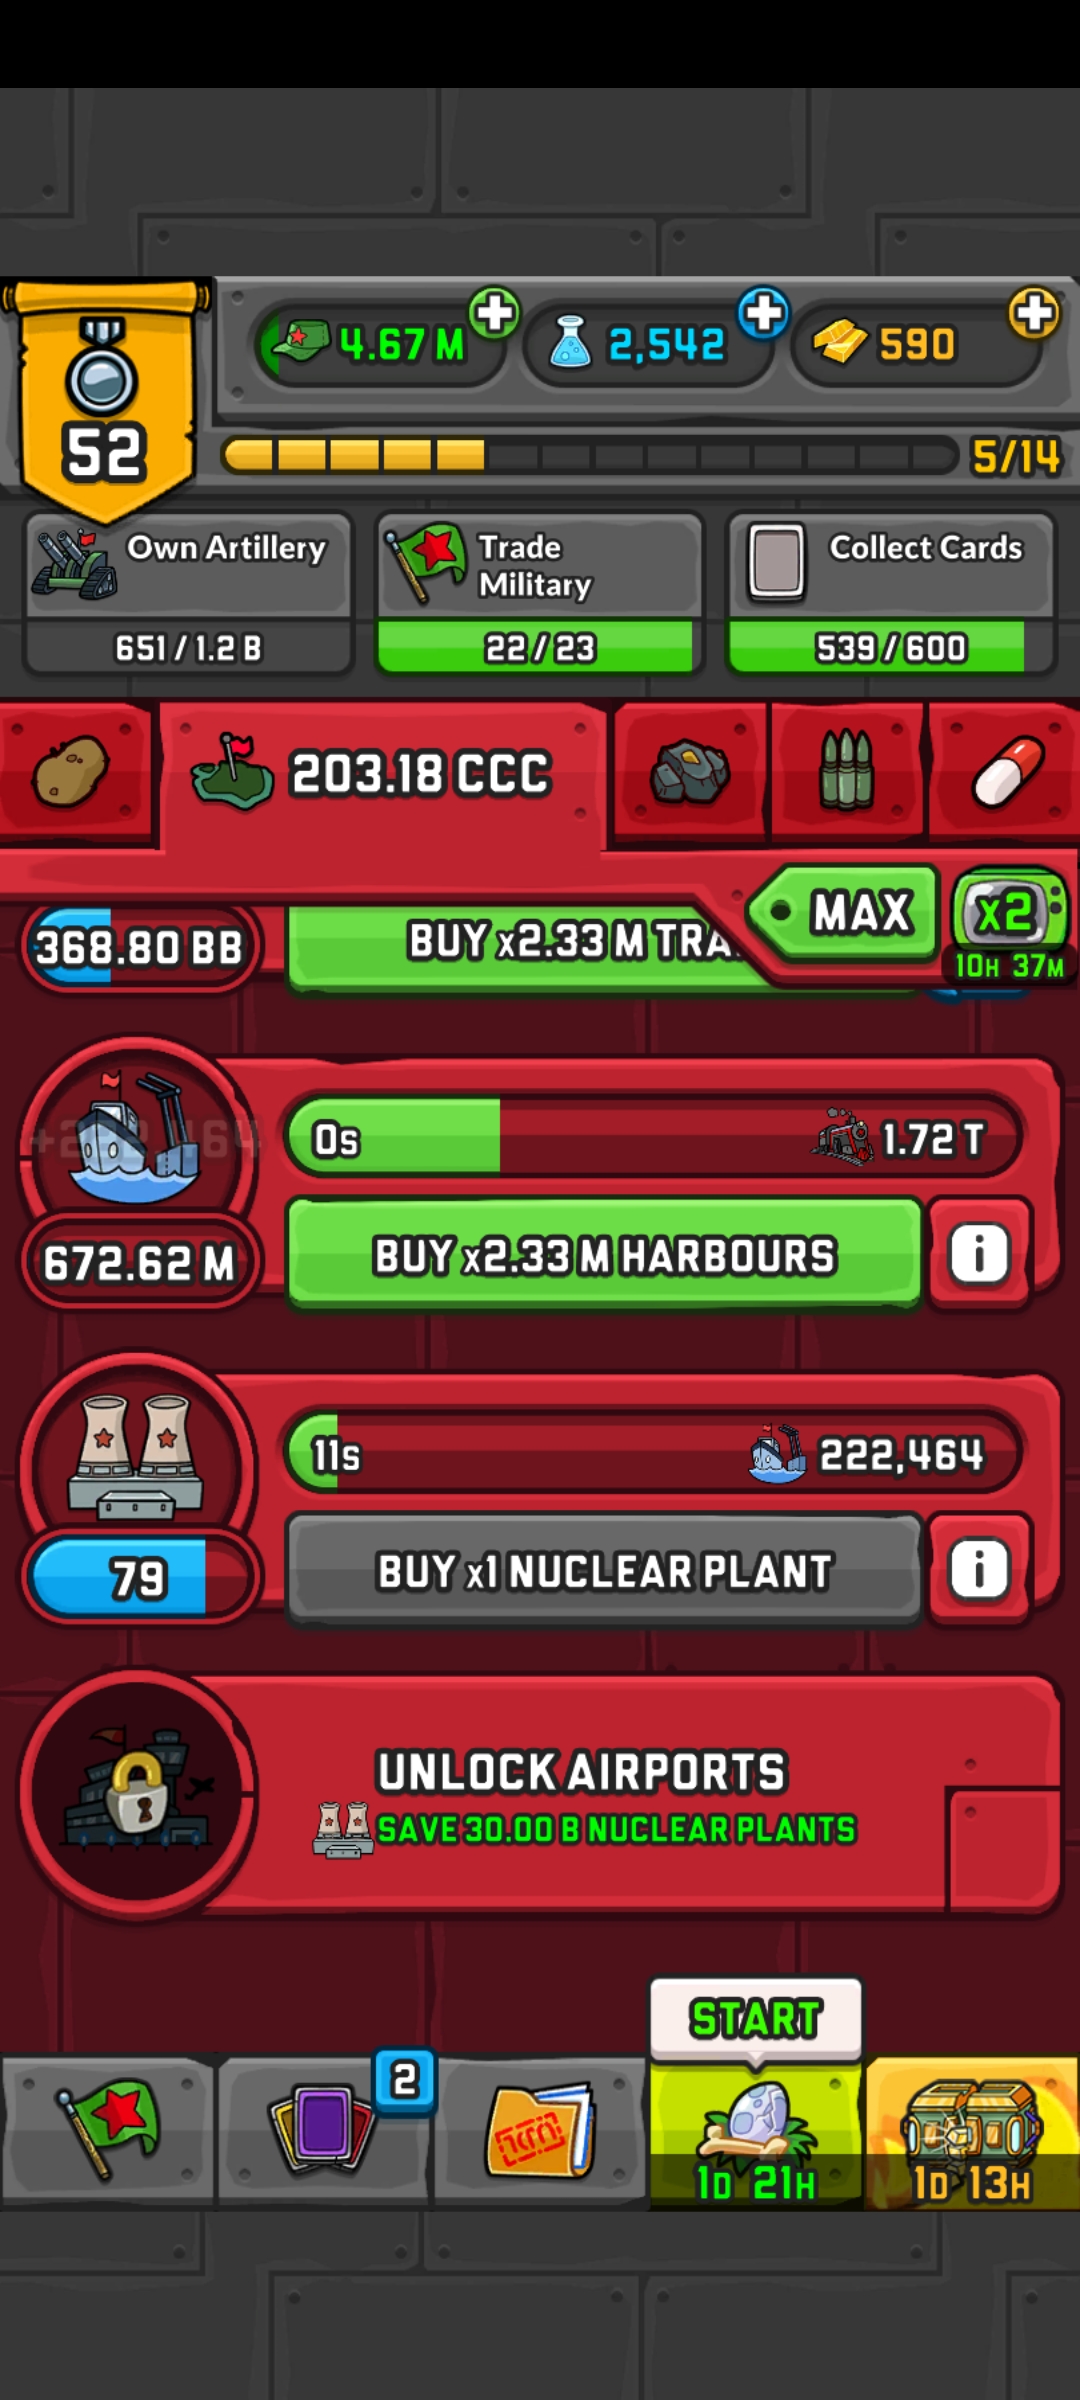 4.67 M
2,542
590
52
5/14
Own Artillery
651 / 1.2 B
Trade
Military
22 / 23
Collect Cards
539 / 600
203.18 CCC
MAX
x2
10H 37M
368.80 BB
BUY x2.33 M TRA
0s
1.72 T
672.62 M
BUY x2.33 M HARBOURS
i
11s
222,464
79
BUY x1 NUCLEAR PLANT
i
UNLOCK AIRPORTS
SAVE 30.00 B NUCLEAR PLANTS
START
2
1D 21H
1D 13H